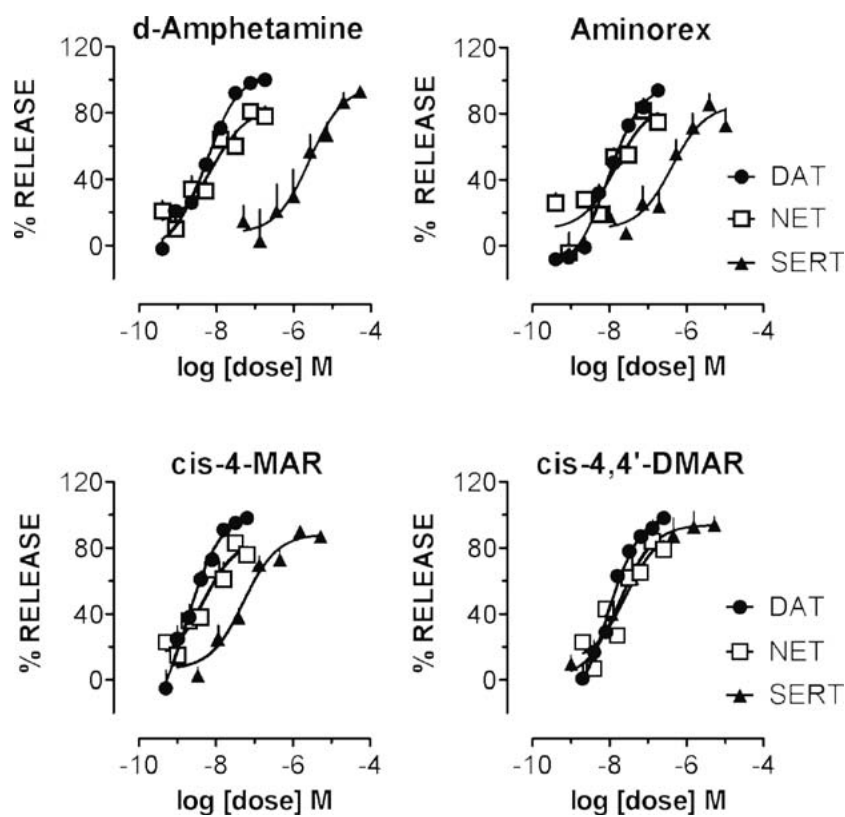 d-Amphetamine
120
80
40
0
% RELEASE
-10
-8
-6
-4
log [dose] M
Aminorex
120
80
40
0
% RELEASE
-10
-8
-6
-4
log [dose] M
DAT
NET
SERT
cis-4-MAR
120
80
40
0
% RELEASE
-10
-8
-6
-4
log [dose] M
cis-4,4'-DMAR
120
80
40
0
% RELEASE
-10
-8
-6
-4
log [dose] M
DAT
NET
SERT